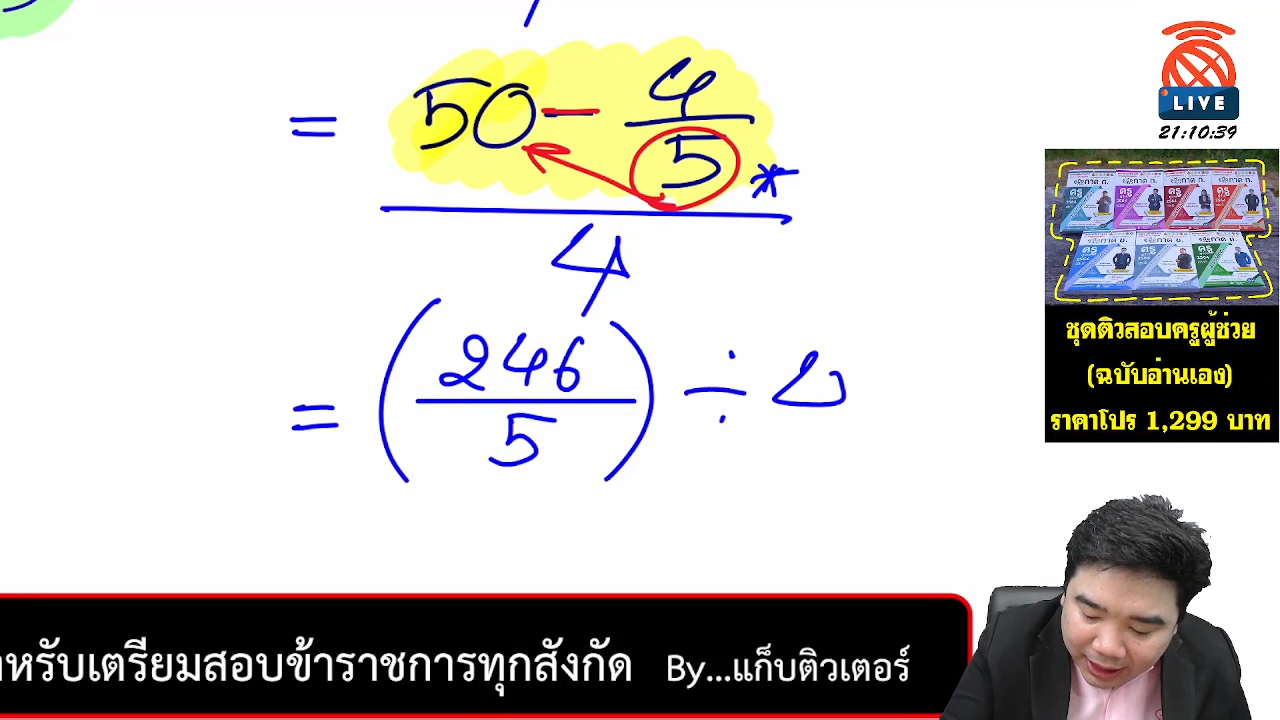 LIVE
21:10:39
= 50 - 4/5 *
4
= (246/5) ÷ 4
ชุดติวสอบครูผู้ช่วย
(ฉบับอ่านเอง)
ราคาโปร 1,299 บาท
หรับเตรียมสอบข้าราชการทุกสังกัด By...แก็บติวเตอร์